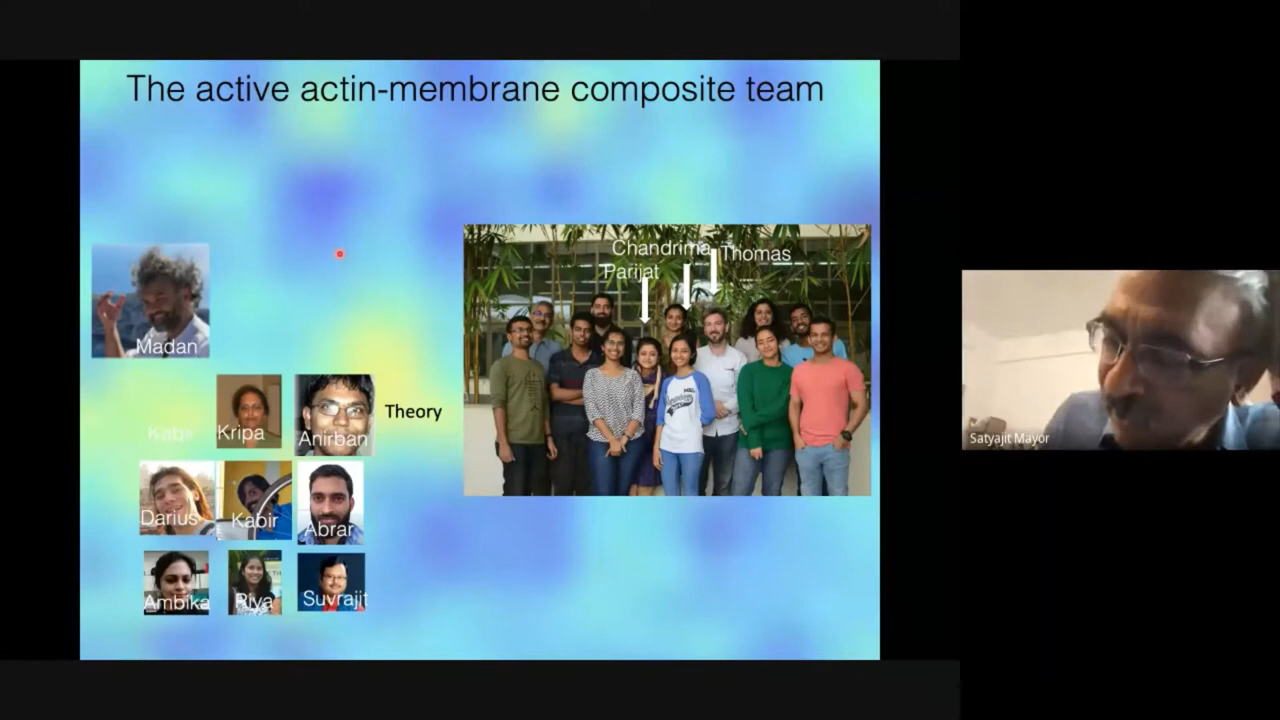 The active actin-membrane composite team
Chandrima
Thomas
Parijat
Madan
Kabir
Kripa
Anirban
Theory
Satyajit Mayor
Darius
Kabir
Abrar
Ambika
Riya
Suvrajit